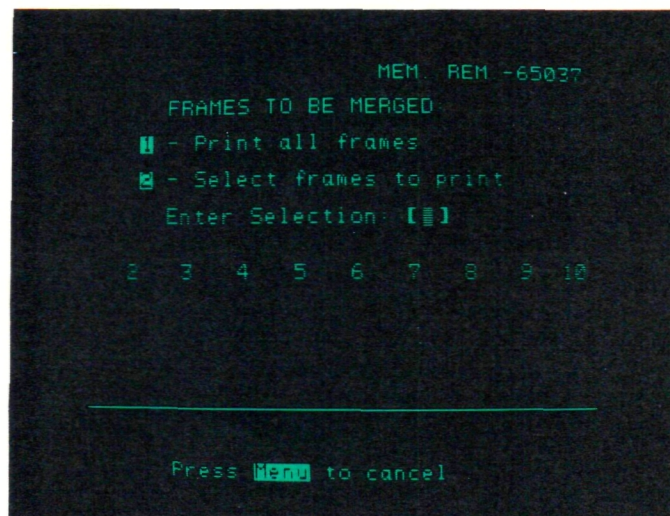 MEM. REM -65037
FRAMES TO BE MERGED:
1 - Print all frames
2 - Select frames to print
Enter Selection: [ ]
2 3 4 5 6 7 8 9 10
Press Menu to cancel